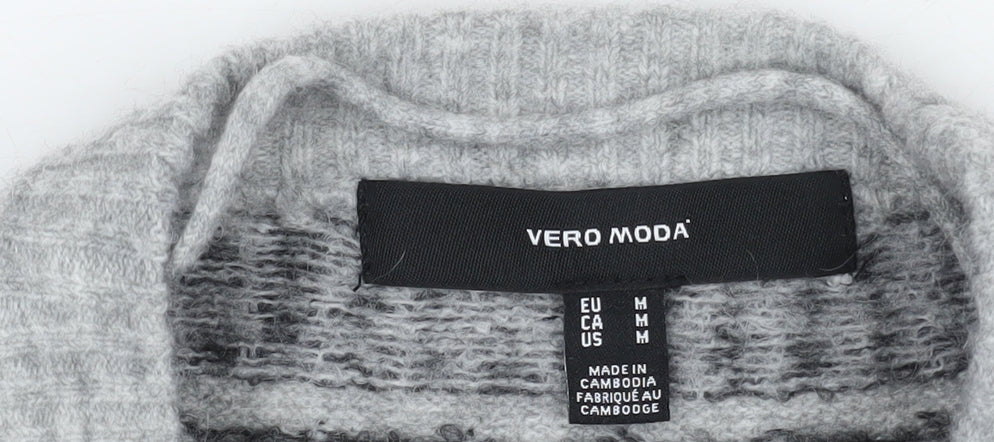 VERO MODA
EU M
CA M
US M
MADE IN
CAMBODIA
FABRIQUÉ AU
CAMBODGE